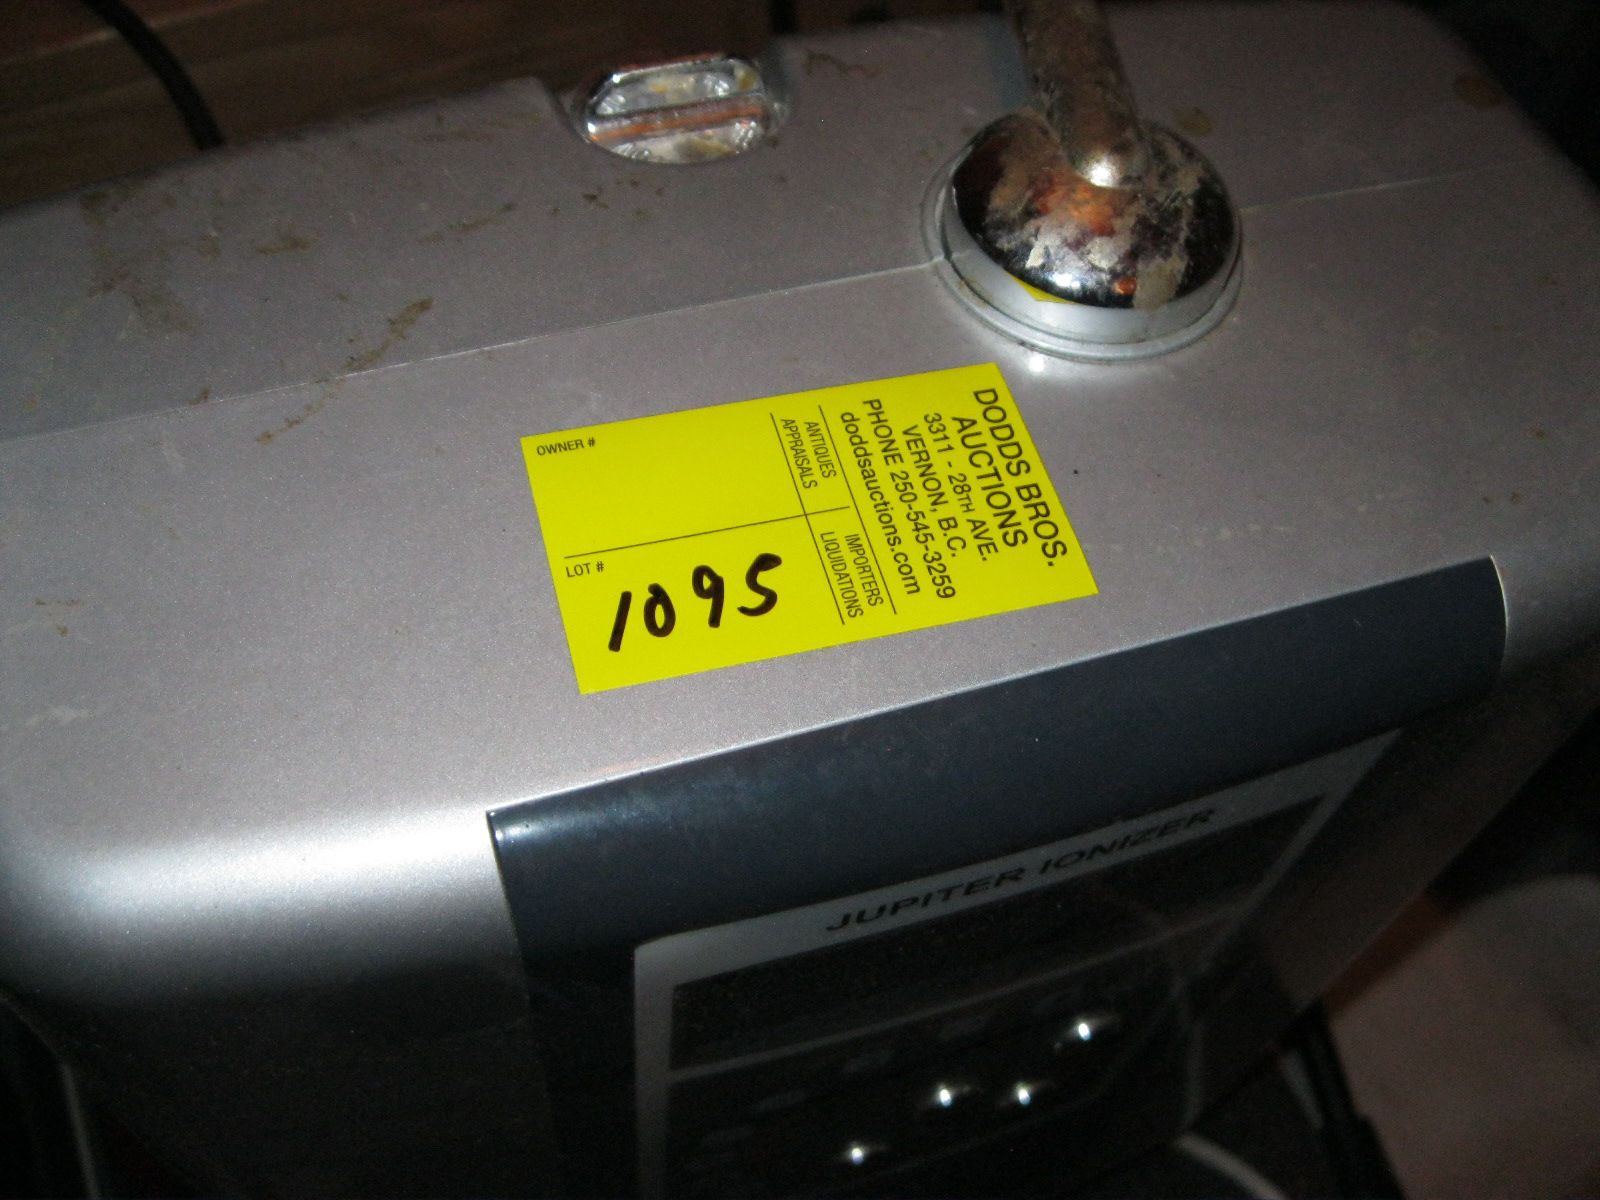 DODDS BROS.
AUCTIONS
3311 - 28TH AVE.
VERNON, B.C.
PHONE 250-545-3259
doddsauctions.com
ANTIQUES
APPRAISALS
IMPORTERS
LIQUIDATIONS
OWNER #
LOT #
1095
JUPITER IONIZER